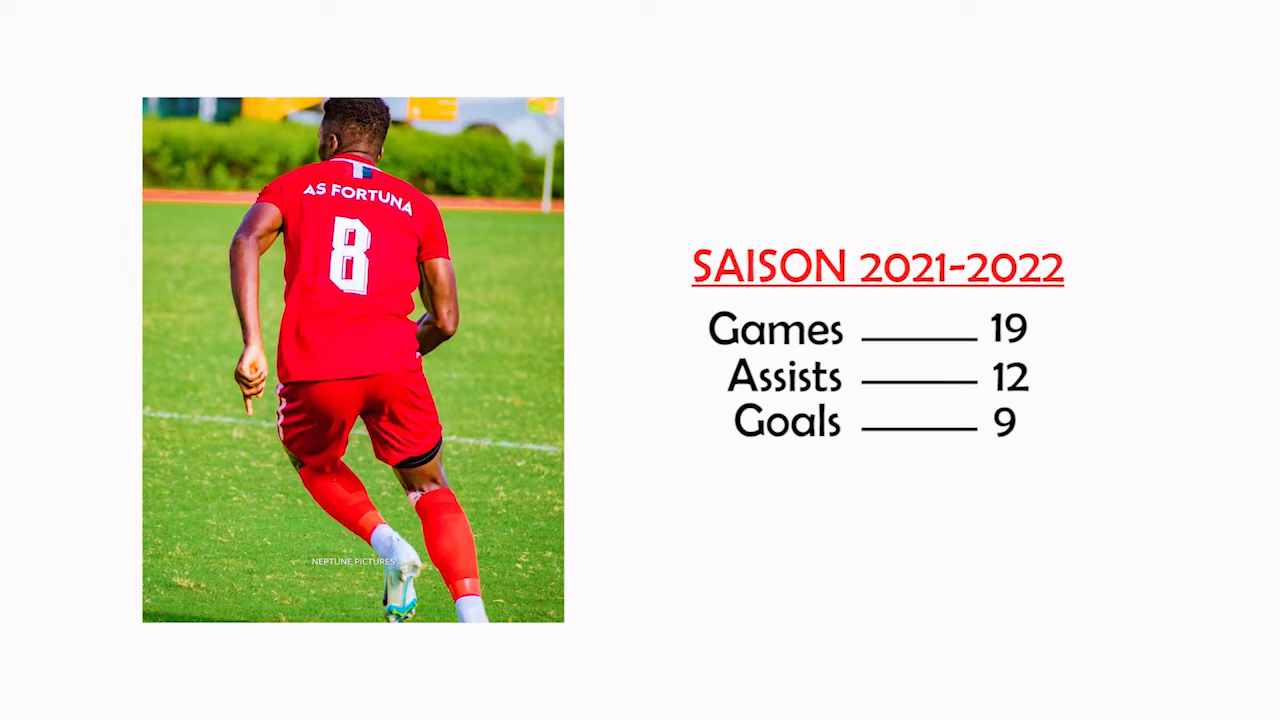 AS FORTUNA
8
NEPTUNE PICTURES
SAISON 2021-2022
Games 19
Assists 12
Goals 9